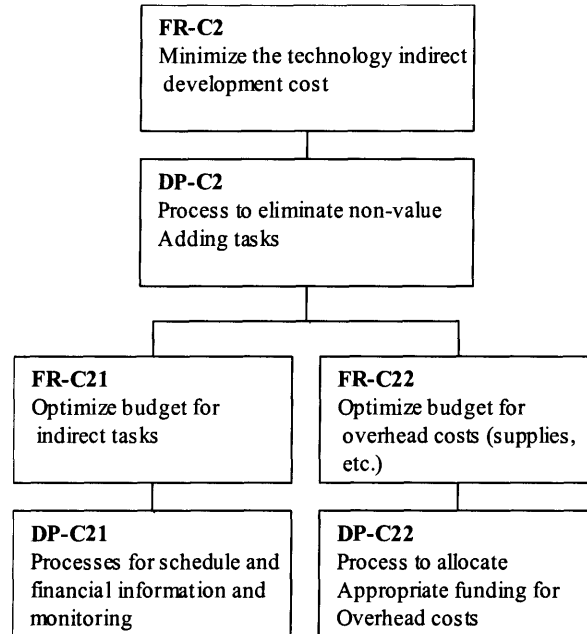 FR-C2
Minimize the technology indirect
development cost
DP-C2
Process to eliminate non-value
Adding tasks
FR-C21
Optimize budget for
indirect tasks
FR-C22
Optimize budget for
overhead costs (supplies,
etc.)
DP-C21
Processes for schedule and
financial information and
monitoring
DP-C22
Process to allocate
Appropriate funding for
Overhead costs